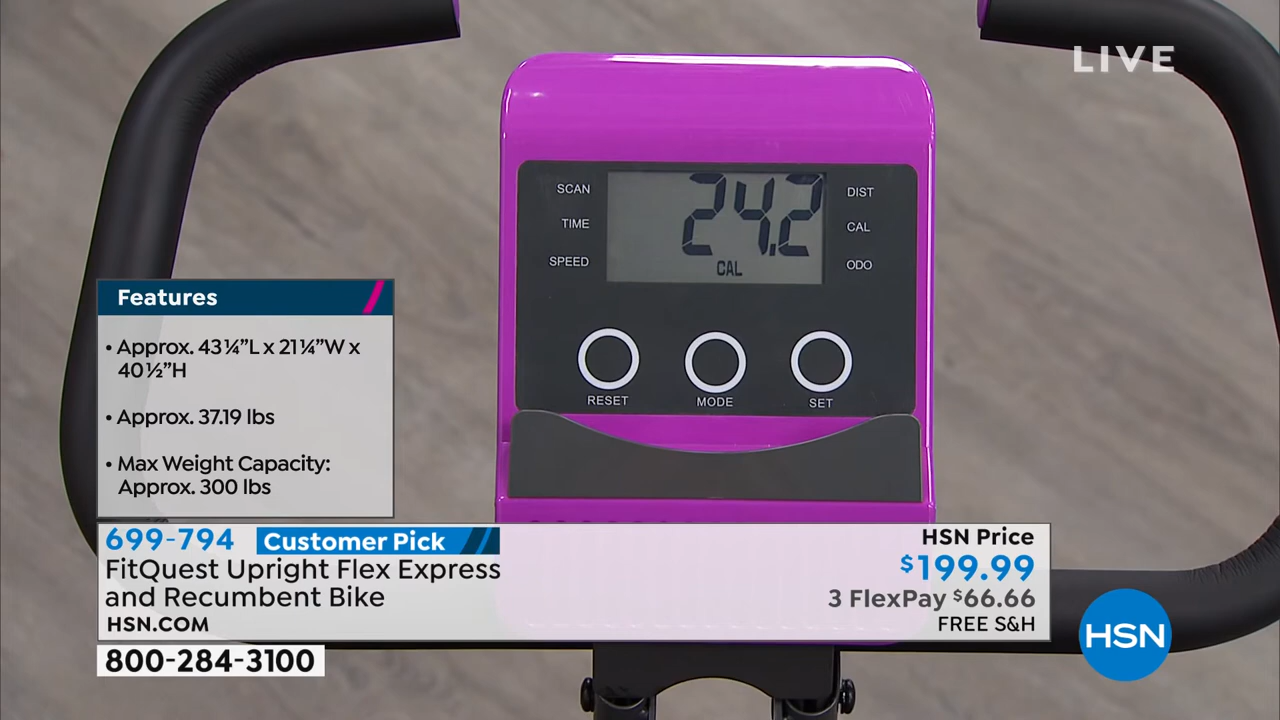 LIVE
SCAN
TIME
SPEED
24.2
CAL
DIST
CAL
ODO
RESET
MODE
SET
Features
• Approx. 43¼”L x 21¼”W x
40½”H
• Approx. 37.19 lbs
• Max Weight Capacity:
Approx. 300 lbs
699-794 Customer Pick
FitQuest Upright Flex Express
and Recumbent Bike
HSN.COM
HSN Price
$199.99
3 FlexPay $66.66
FREE S&H
800-284-3100
HSN